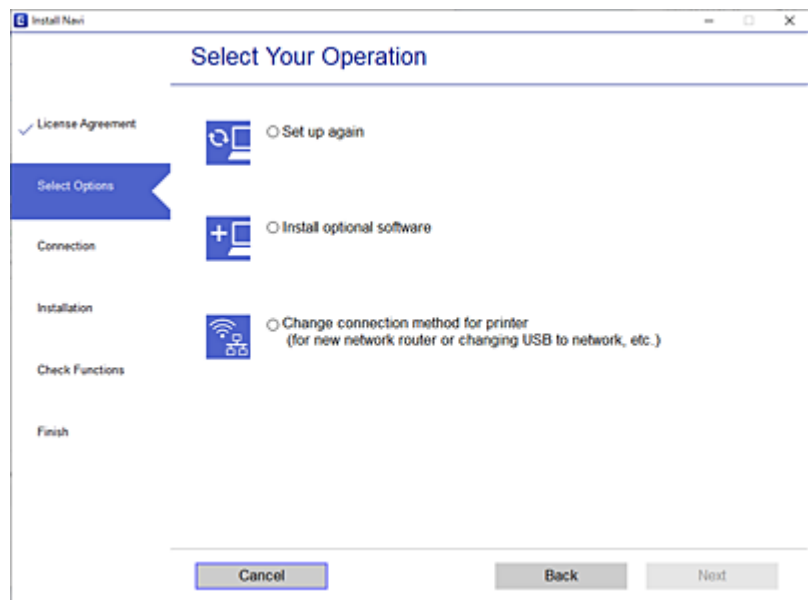 Install Navi
Select Your Operation
License Agreement
Select Options
Connection
Installation
Check Functions
Finish
Set up again
Install optional software
Change connection method for printer
(for new network router or changing USB to network, etc.)
Cancel
Back
Next